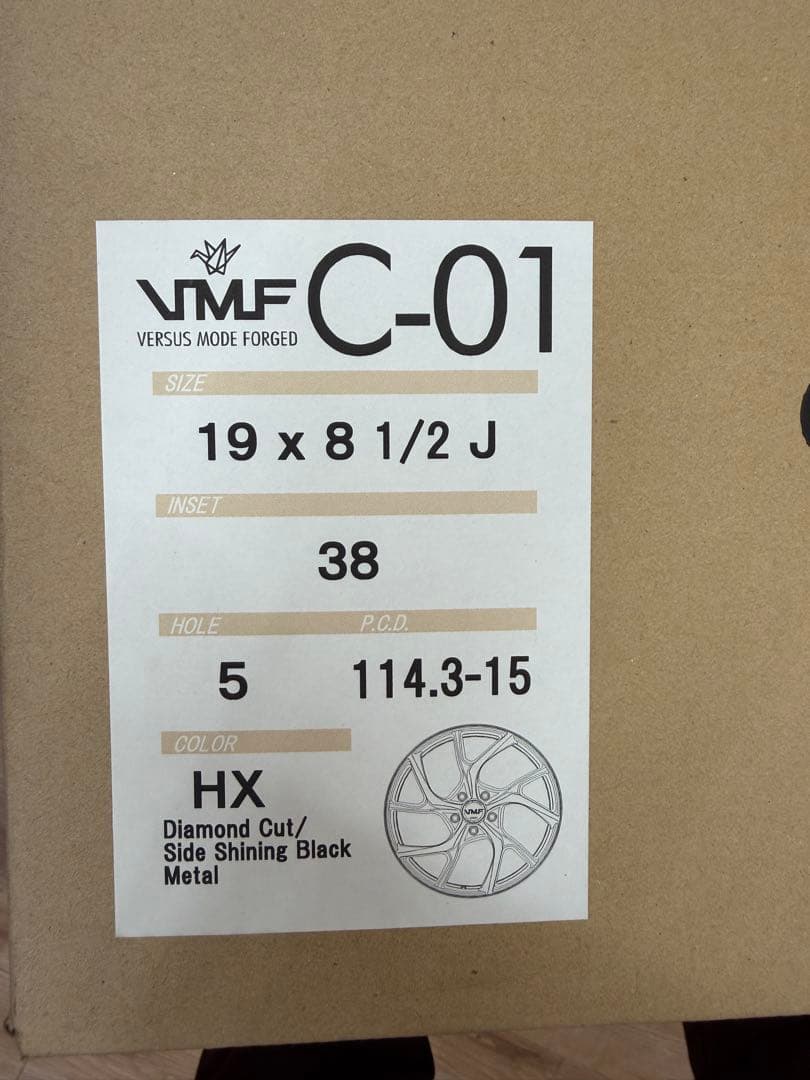 VMF C-01
VERSUS MODE FORGED
SIZE
19 x 8 1/2 J
INSET
38
HOLE P.C.D.
5 114.3-15
COLOR
HX
Diamond Cut/
Side Shining Black
Metal
VMF